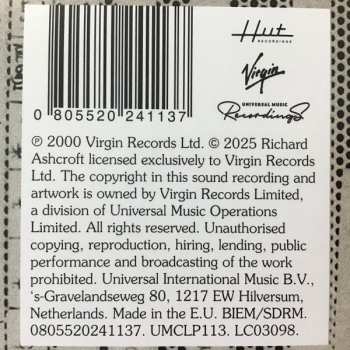 Hut
RECORDINGS
Virgin
UNIVERSAL MUSIC
Recordings
0 805520 241137
℗ 2000 Virgin Records Ltd. © 2025 Richard
Ashcroft licensed exclusively to Virgin Records
Ltd. The copyright in this sound recording and
artwork is owned by Virgin Records Limited,
a division of Universal Music Operations
Limited. All rights reserved. Unauthorised
copying, reproduction, hiring, lending, public
performance and broadcasting of the work
prohibited. Universal International Music B.V.,
's-Gravelandseweg 80, 1217 EW Hilversum,
Netherlands. Made in the E.U. BIEM/SDRM.
0805520241137. UMCLP113. LC03098.